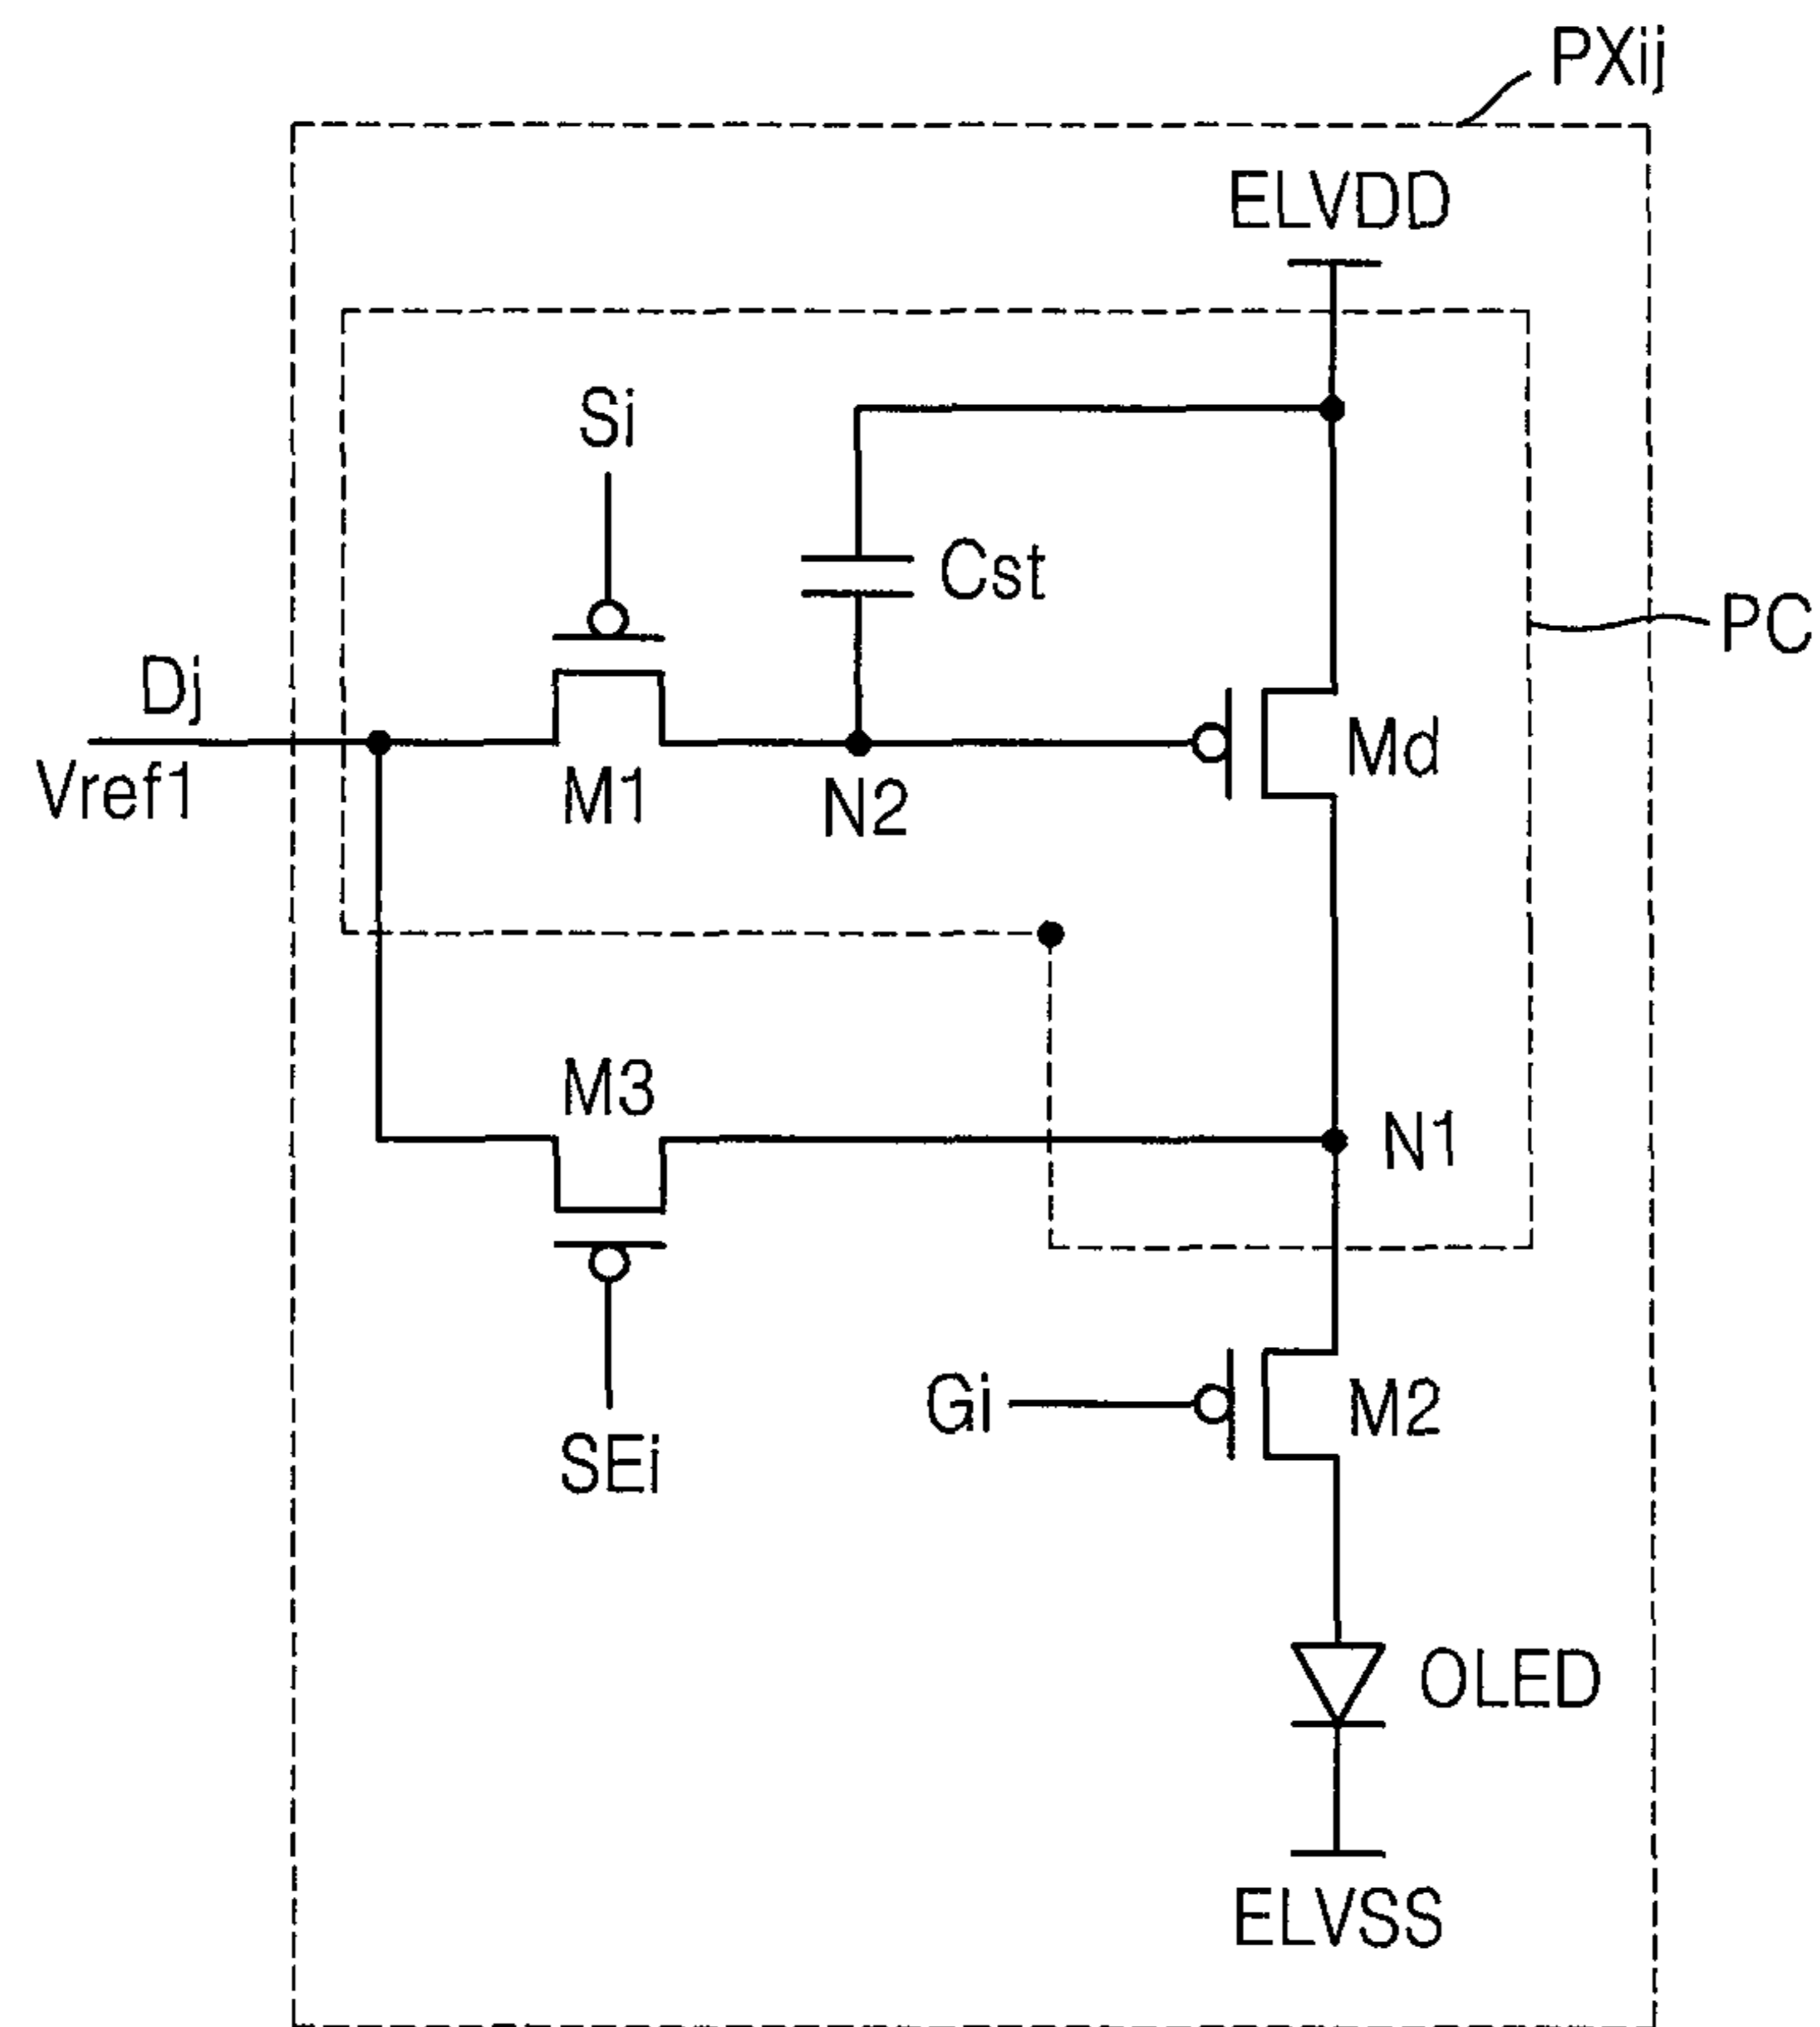 PXij
ELVDD
Si
Cst
PC
Dj
Vref1
M1
N2
Md
M3
N1
SEi
Gi
M2
OLED
ELVSS